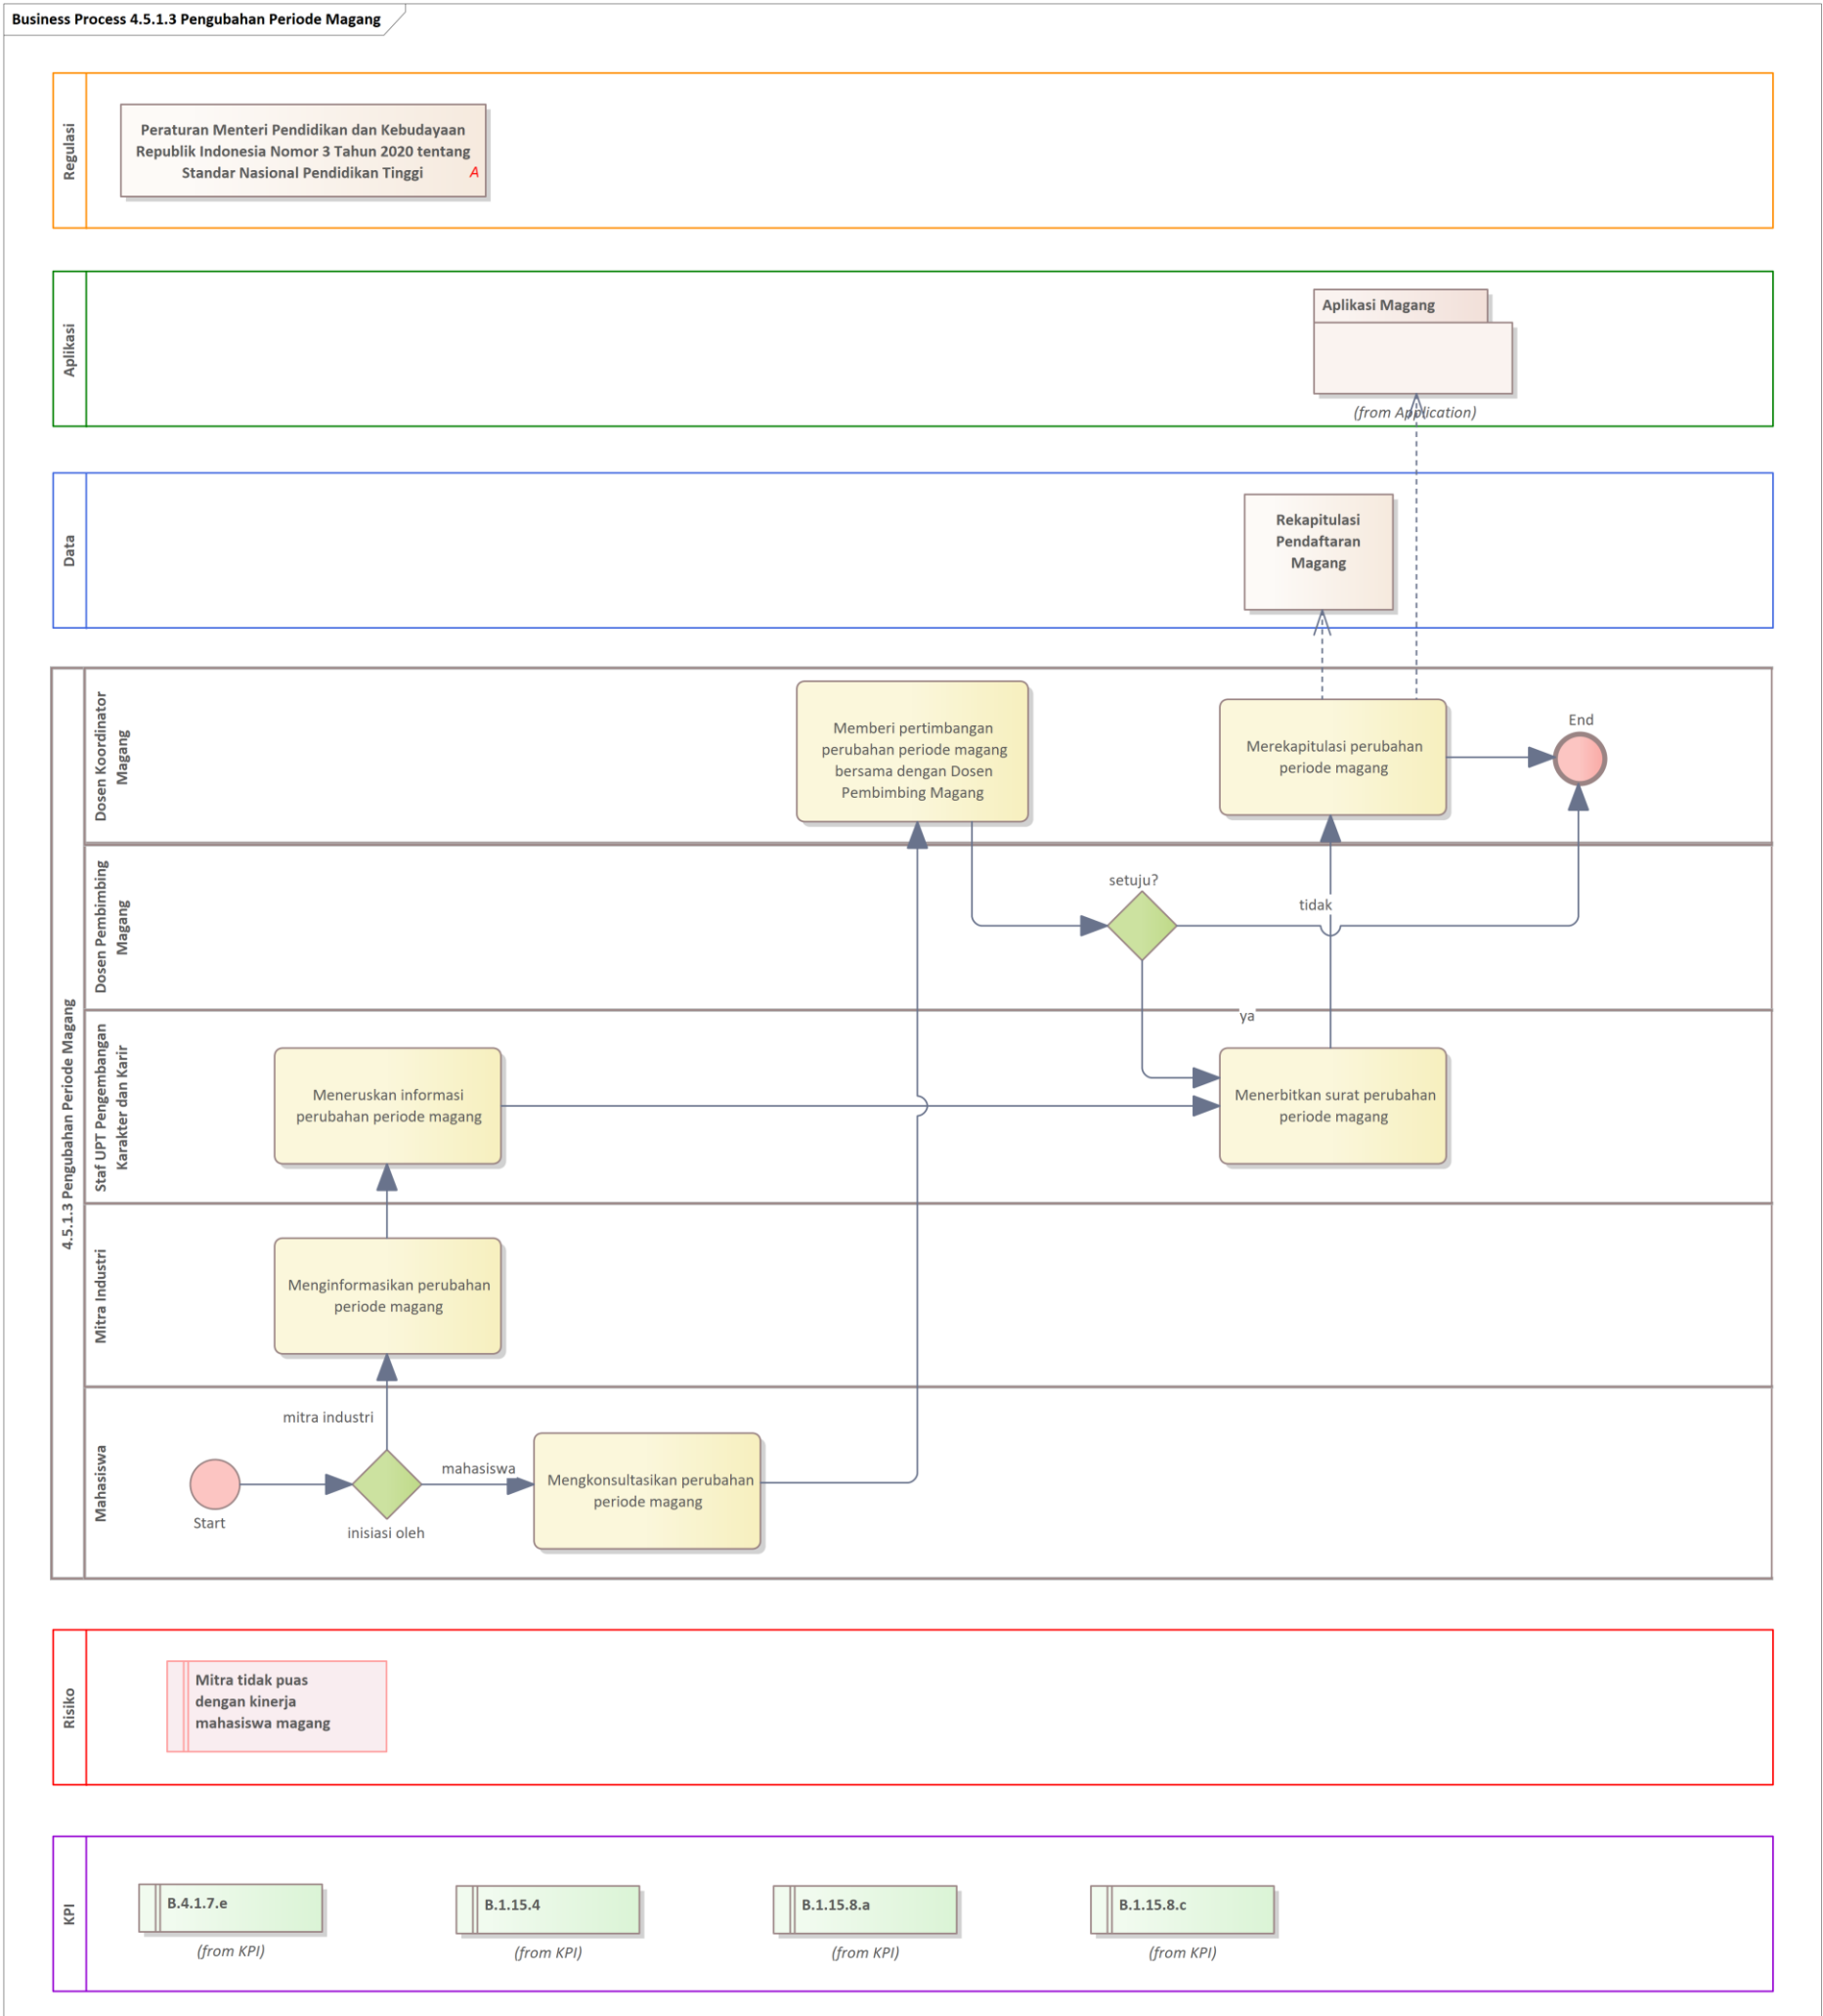 Business Process 4.5.1.3 Pengubahan Periode Magang
Regulasi
Peraturan Menteri Pendidikan dan Kebudayaan
Republik Indonesia Nomor 3 Tahun 2020 tentang
Standar Nasional Pendidikan Tinggi
A
Aplikasi
Aplikasi Magang
(from Application)
Data
Rekapitulasi
Pendaftaran
Magang
4.5.1.3 Pengubahan Periode Magang
Dosen Koordinator
Magang
Memberi pertimbangan
perubahan periode magang
bersama dengan Dosen
Pembimbing Magang
Merekapitulasi perubahan
periode magang
End
Dosen Pembimbing
Magang
setuju?
tidak
ya
Staf UPT Pengembangan
Karakter dan Karir
Meneruskan informasi
perubahan periode magang
Menerbitkan surat perubahan
periode magang
Mitra Industri
Menginformasikan perubahan
periode magang
Mahasiswa
mitra industri
mahasiswa
Mengkonsultasikan perubahan
periode magang
Start
inisiasi oleh
Risiko
Mitra tidak puas
dengan kinerja
mahasiswa magang
KPI
B.4.1.7.e
(from KPI)
B.1.15.4
(from KPI)
B.1.15.8.a
(from KPI)
B.1.15.8.c
(from KPI)